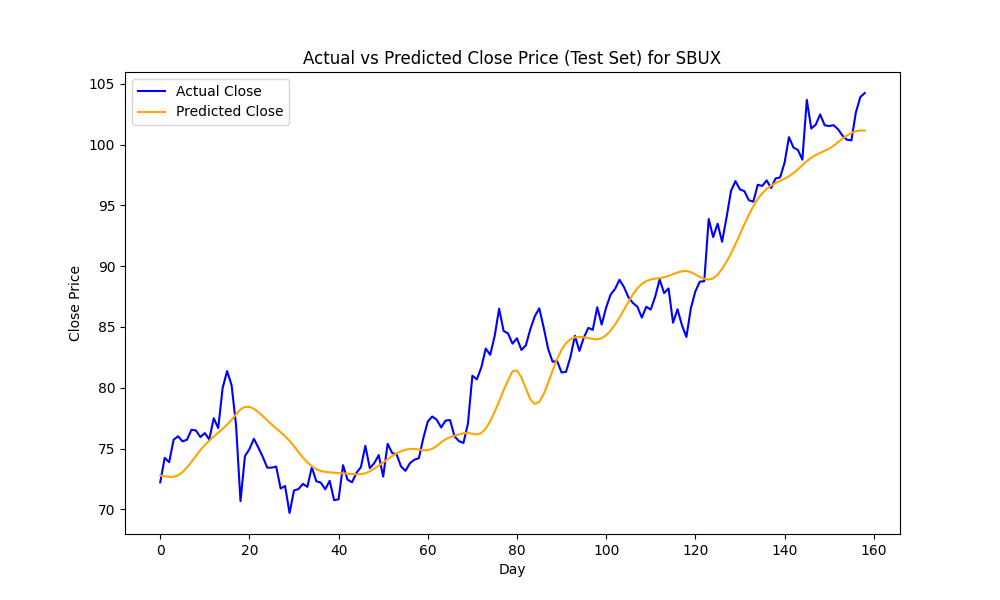 Actual vs Predicted Close Price (Test Set) for SBUX
Actual Close
Predicted Close
Close Price
105
100
95
90
85
80
75
70
0 20 40 60 80 100 120 140 160
Day